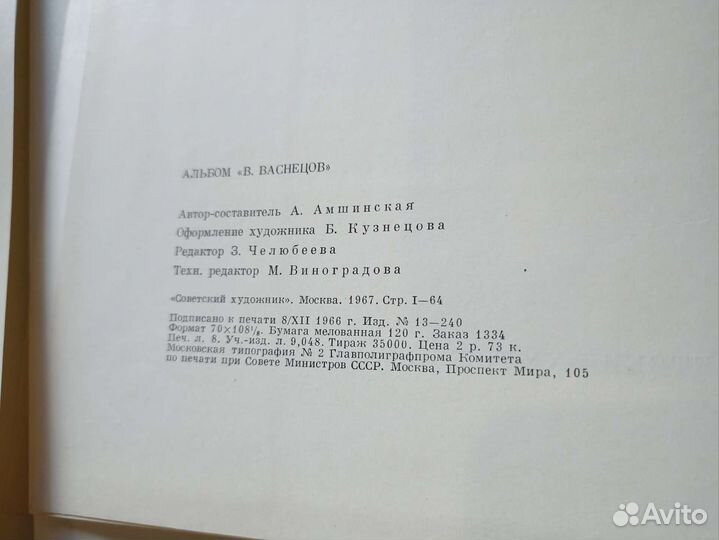 АЛЬБОМ «В. ВАСНЕЦОВ»
Автор-составитель А. Амшинская
Оформление художника Б. Кузнецова
Редактор З. Челюбеева
Техн. редактор М. Виноградова
«Советский художник». Москва. 1967. Стр. I—64
Подписано к печати 8/XII 1966 г. Изд. № 13—240
Формат 70×108¹/₈. Бумага мелованная 120 г. Заказ 1334
Печ. л. 8. Уч.-изд. л. 9,048. Тираж 35000. Цена 2 р. 73 к.
Московская типография № 2 Главполиграфпрома Комитета
по печати при Совете Министров СССР. Москва, Проспект Мира, 105
Avito